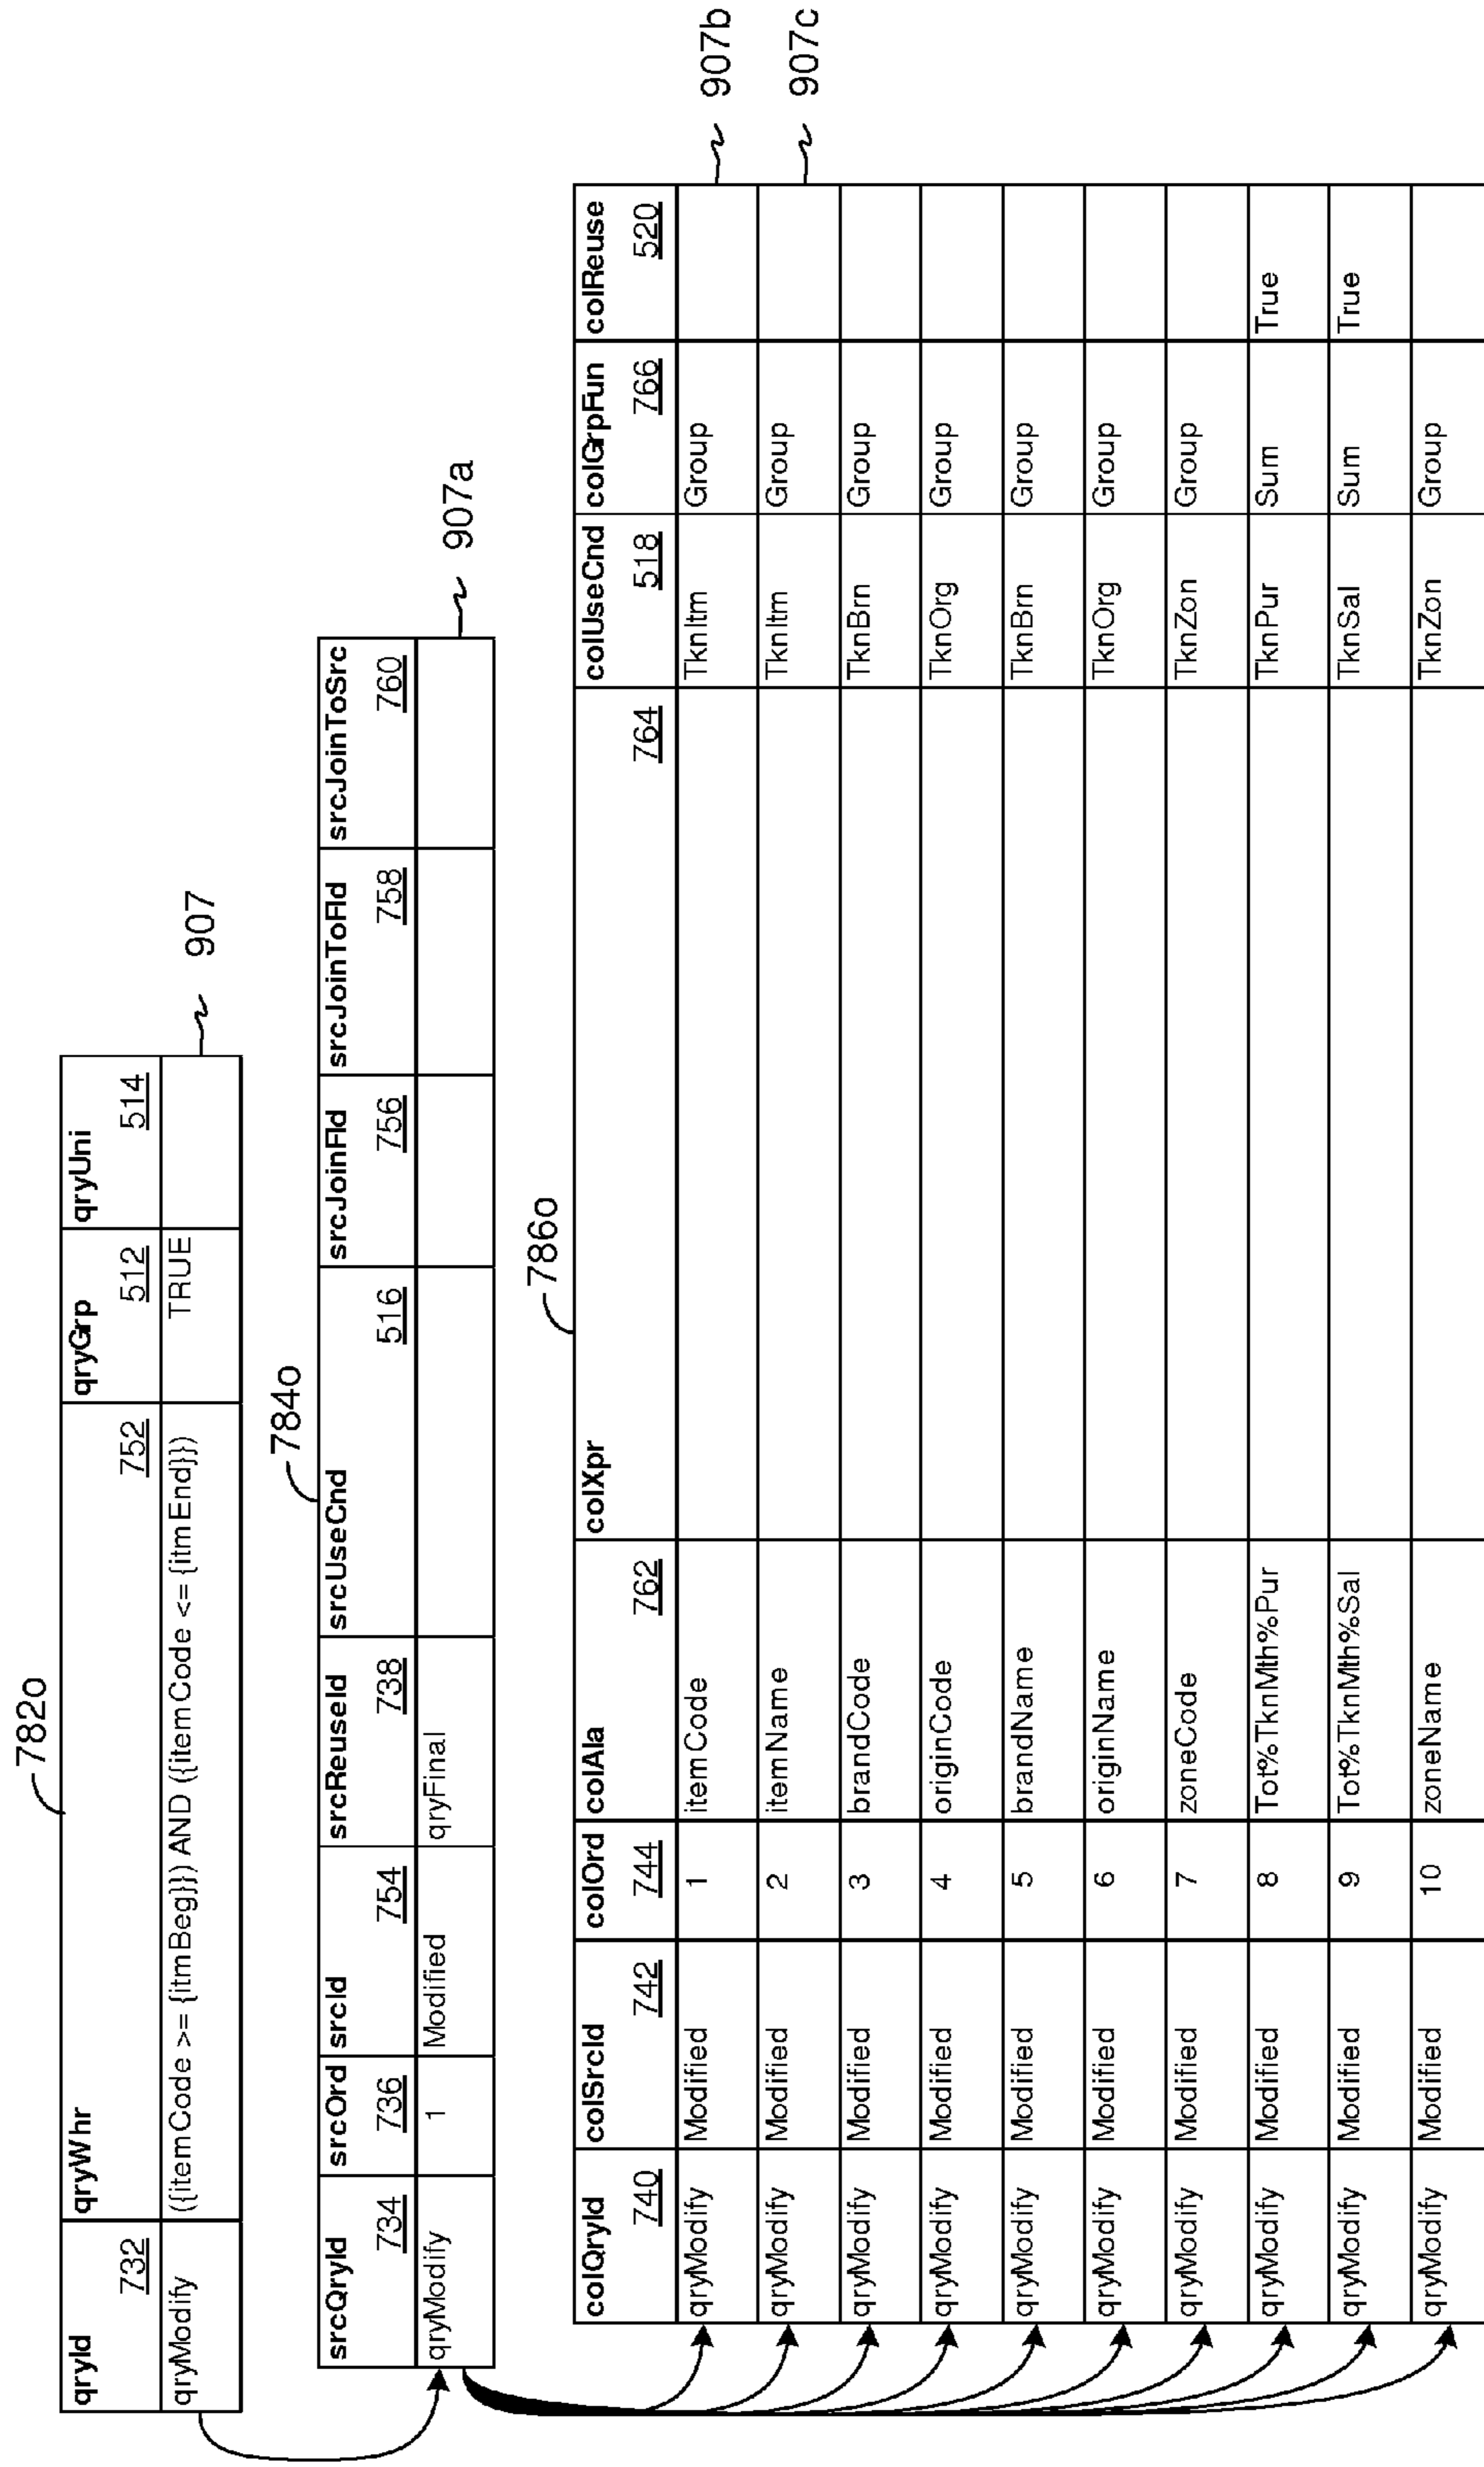 7820
qryId 732 qryWhr 752 qryGrp 512 qryUni 514
qryModify ({itemCode >= {itmBeg}}) AND ({itemCode <= {itmEnd}}) TRUE
907
7840
srcQryId 734 srcOrd 736 srcId 754 srcReuseId 738 srcUseCnd 516 srcJoinFld 756 srcJoinToFld 758 srcJoinToSrc 760
qryModify 1 Modified qryFinal
907a
7860
colQryId 740 colSrcId 742 colOrd 744 colAla 762 colXpr 764 colUseCnd 518 colGrpFun 766 colReuse 520
qryModify Modified 1 itemCode TknItm Group
907b
qryModify Modified 2 itemName TknItm Group
907c
qryModify Modified 3 brandCode TknBrn Group
qryModify Modified 4 originCode TknOrg Group
qryModify Modified 5 brandName TknBrn Group
qryModify Modified 6 originName TknOrg Group
qryModify Modified 7 zoneCode TknZon Group
qryModify Modified 8 Tot%TknMth%Pur TknPur Sum True
qryModify Modified 9 Tot%TknMth%Sal TknSal Sum True
qryModify Modified 10 zoneName TknZon Group